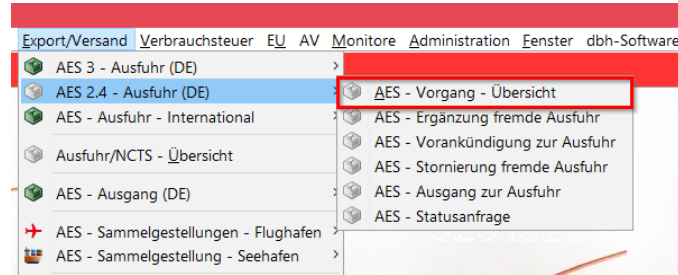 Export/Versand Verbrauchsteuer EU AV Monitore Administration Fenster dbh-Software
AES 3 - Ausfuhr (DE)
AES 2.4 - Ausfuhr (DE)
AES - Ausfuhr - International
Ausfuhr/NCTS - Übersicht
AES - Ausgang (DE)
AES - Sammelgestellungen - Flughafen
AES - Sammelgestellung - Seehafen
AES - Vorgang - Übersicht
AES - Ergänzung fremde Ausfuhr
AES - Vorankündigung zur Ausfuhr
AES - Stornierung fremde Ausfuhr
AES - Ausgang zur Ausfuhr
AES - Statusanfrage